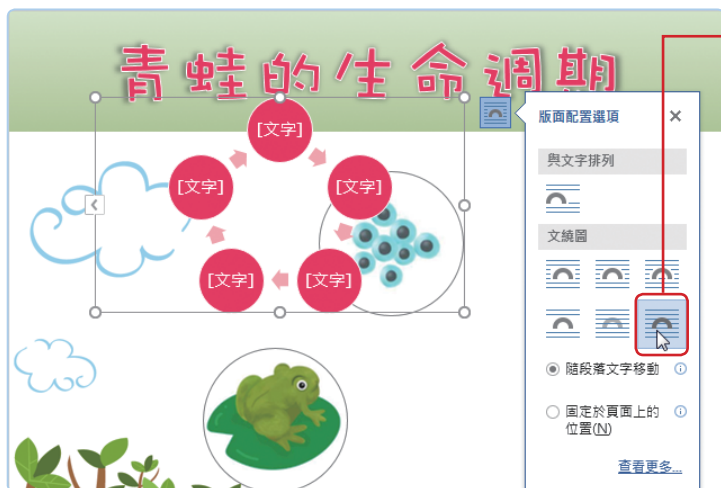 青蛙的生命週期
[文字]
[文字]
[文字]
[文字]
[文字]
版面配置選項
與文字排列
文繞圖
隨段落文字移動
固定於頁面上的
位置(N)
查看更多...